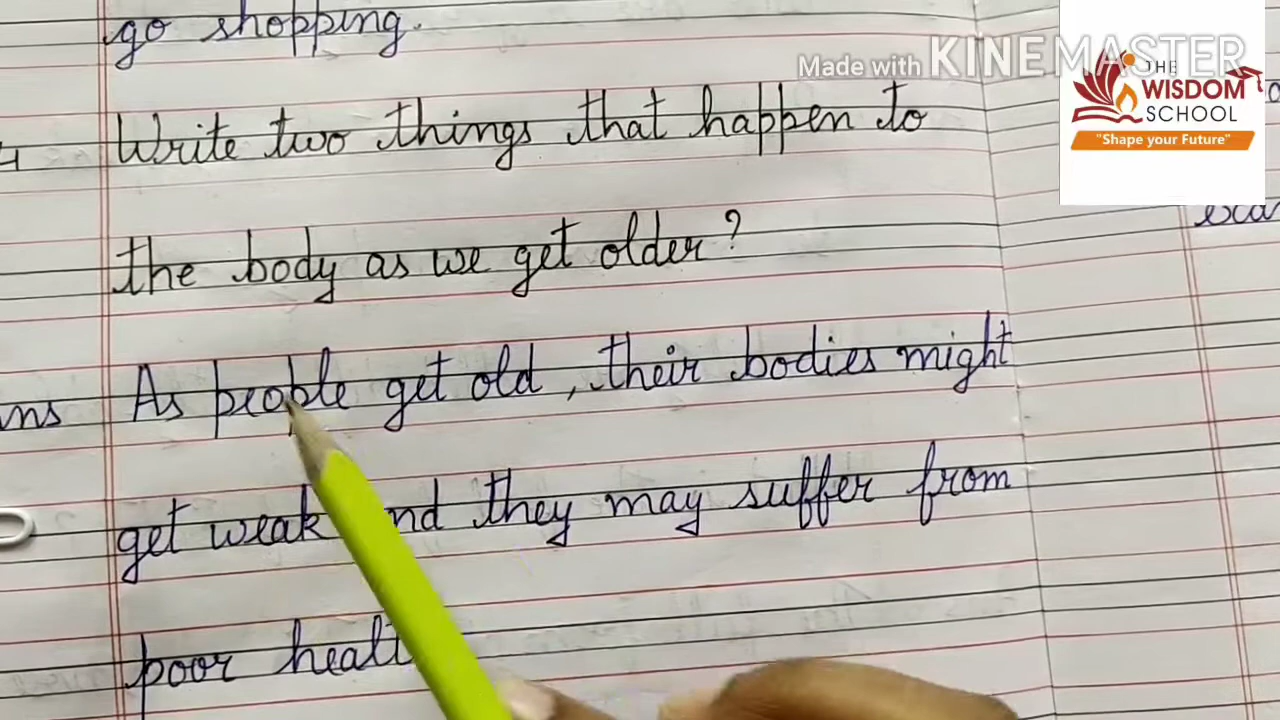 go shopping.
Made with KINEMASTER
THE
WISDOM
SCHOOL
"Shape your Future"
4 Write two things that happen to
the body as we get older?
Ans As people get old, their bodies might
get weak and they may suffer from
poor healt